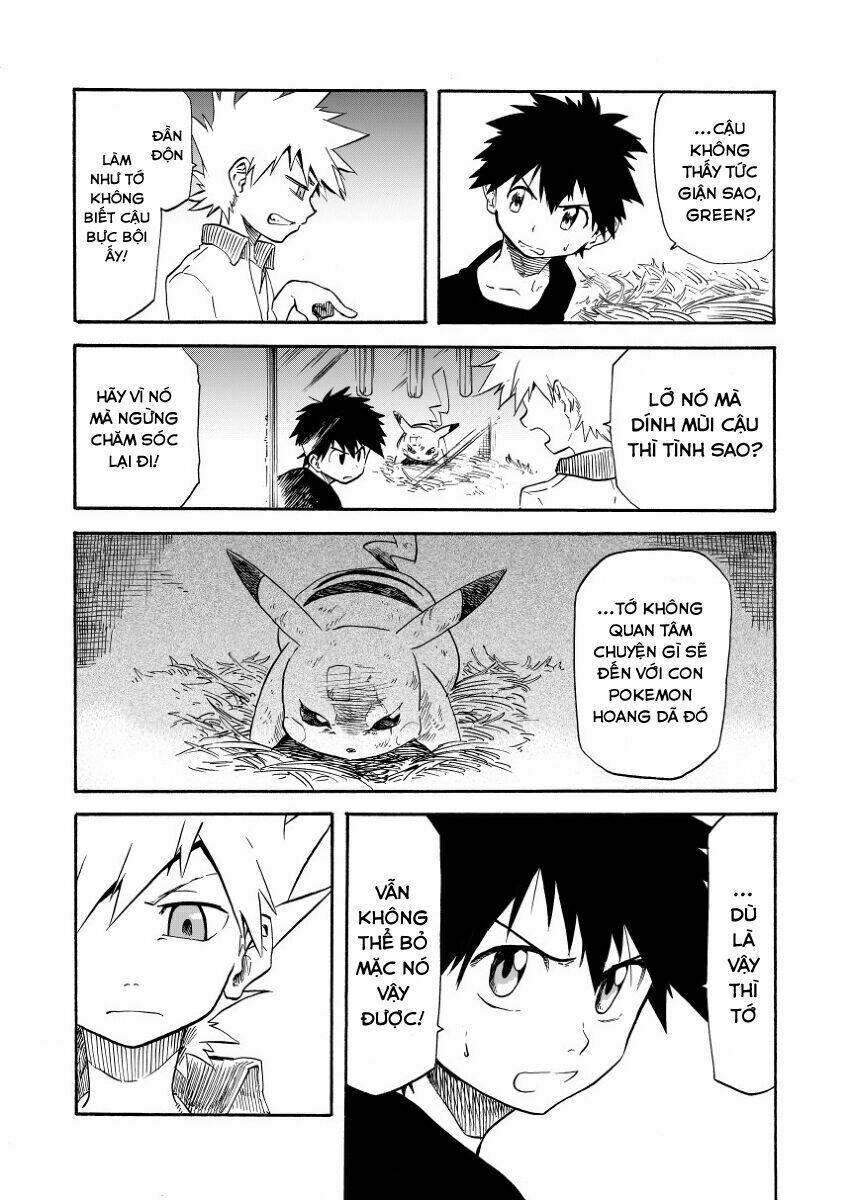 ...CẬU
KHÔNG
THẤY TỨC
GIẬN SAO,
GREEN?
ĐẦN
ĐỘN
LÀM
NHƯ TỚ
KHÔNG
BIẾT CẬU
BỰC BỘI
ẤY!
LỠ NÓ MÀ
DÍNH MÙI CẬU
THÌ TÌNH SAO?
HÃY VÌ NÓ
MÀ NGỪNG
CHĂM SÓC
LẠI ĐI!
...TỚ KHÔNG
QUAN TÂM
CHUYỆN GÌ SẼ
ĐẾN VỚI CON
POKEMON
HOANG DÃ ĐÓ
...
DÙ
LÀ
VẬY THÌ
TỚ
VẪN
KHÔNG
THỂ BỎ
MẶC NÓ
VẬY
ĐƯỢC!